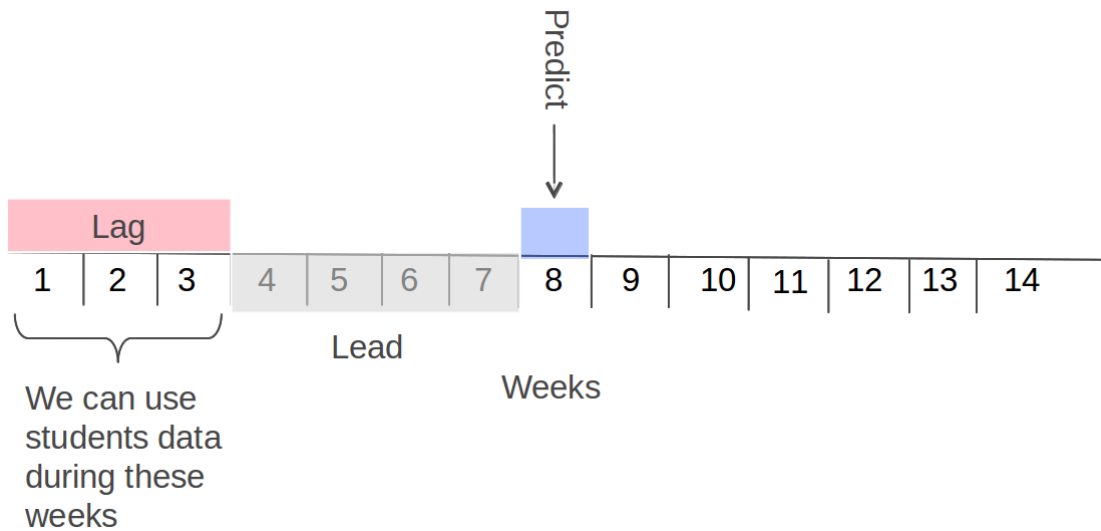 Predict
Lag
1 2 3 4 5 6 7 8 9 10 11 12 13 14
Lead
Weeks
We can use
students data
during these
weeks